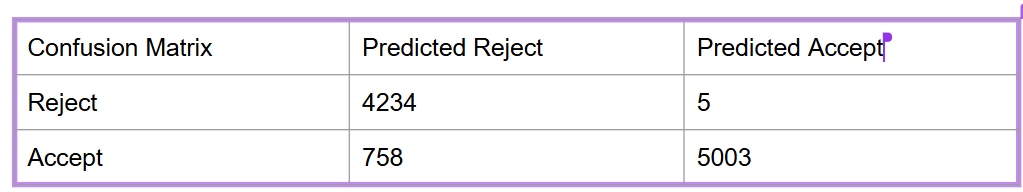 Confusion Matrix Predicted Reject Predicted Accept
Reject 4234 5
Accept 758 5003